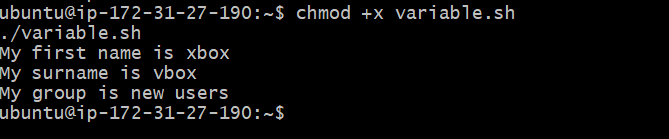 ubuntu@ip-172-31-27-190:~$ chmod +x variable.sh
./variable.sh
My first name is xbox
My surname is vbox
My group is new users
ubuntu@ip-172-31-27-190:~$